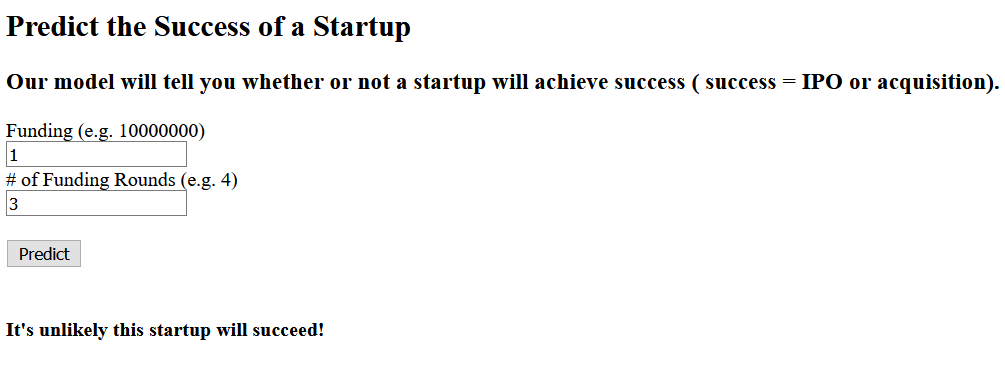 Predict the Success of a Startup
Our model will tell you whether or not a startup will achieve success ( success = IPO or acquisition).
Funding (e.g. 10000000)
1
# of Funding Rounds (e.g. 4)
3
Predict
It's unlikely this startup will succeed!